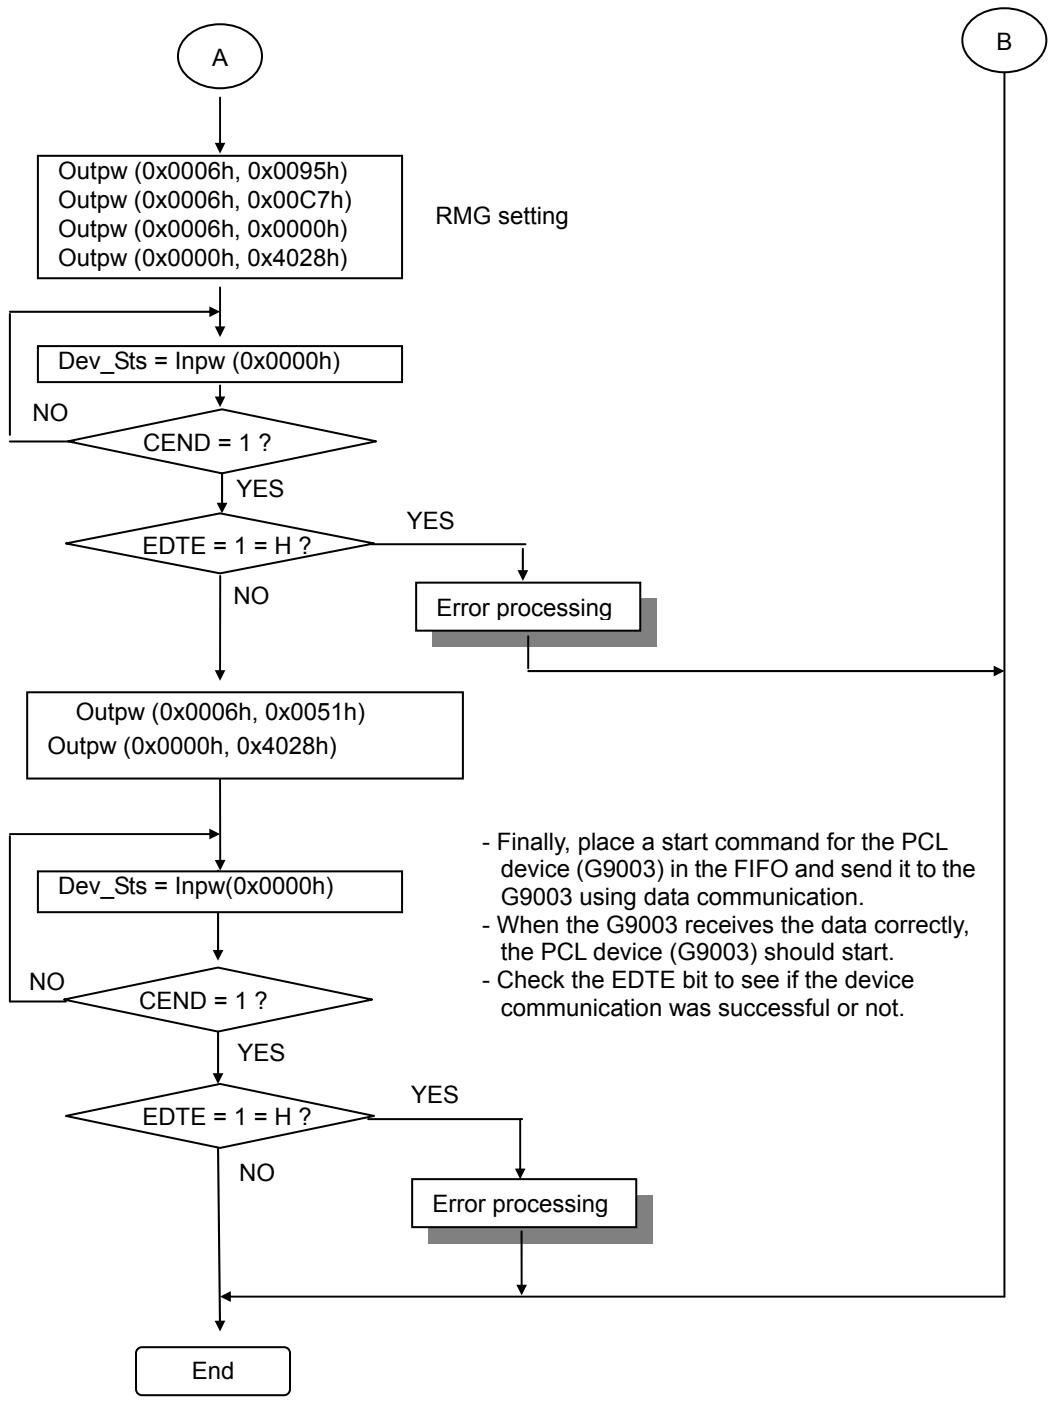 A
B
Outpw (0x0006h, 0x0095h)
Outpw (0x0006h, 0x00C7h)
Outpw (0x0006h, 0x0000h)
Outpw (0x0000h, 0x4028h)
RMG setting
Dev_Sts = Inpw (0x0000h)
NO
CEND = 1 ?
YES
YES
EDTE = 1 = H ?
NO
Error processing
Outpw (0x0006h, 0x0051h)
Outpw (0x0000h, 0x4028h)
- Finally, place a start command for the PCL
device (G9003) in the FIFO and send it to the
G9003 using data communication.
- When the G9003 receives the data correctly,
the PCL device (G9003) should start.
- Check the EDTE bit to see if the device
communication was successful or not.
Dev_Sts = Inpw(0x0000h)
NO
CEND = 1 ?
YES
YES
EDTE = 1 = H ?
NO
Error processing
End